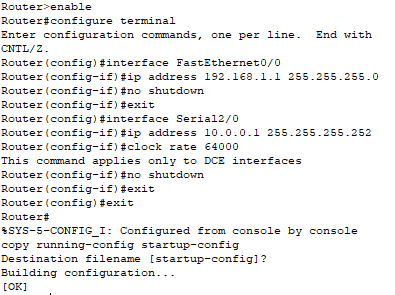 Router>enable
Router#configure terminal
Enter configuration commands, one per line.  End with
CNTL/Z.
Router(config)#interface FastEthernet0/0
Router(config-if)#ip address 192.168.1.1 255.255.255.0
Router(config-if)#no shutdown
Router(config-if)#exit
Router(config)#interface Serial2/0
Router(config-if)#ip address 10.0.0.1 255.255.255.252
Router(config-if)#clock rate 64000
This command applies only to DCE interfaces
Router(config-if)#no shutdown
Router(config-if)#exit
Router(config)#exit
Router#
%SYS-5-CONFIG_I: Configured from console by console
copy running-config startup-config
Destination filename [startup-config]?
Building configuration...
[OK]